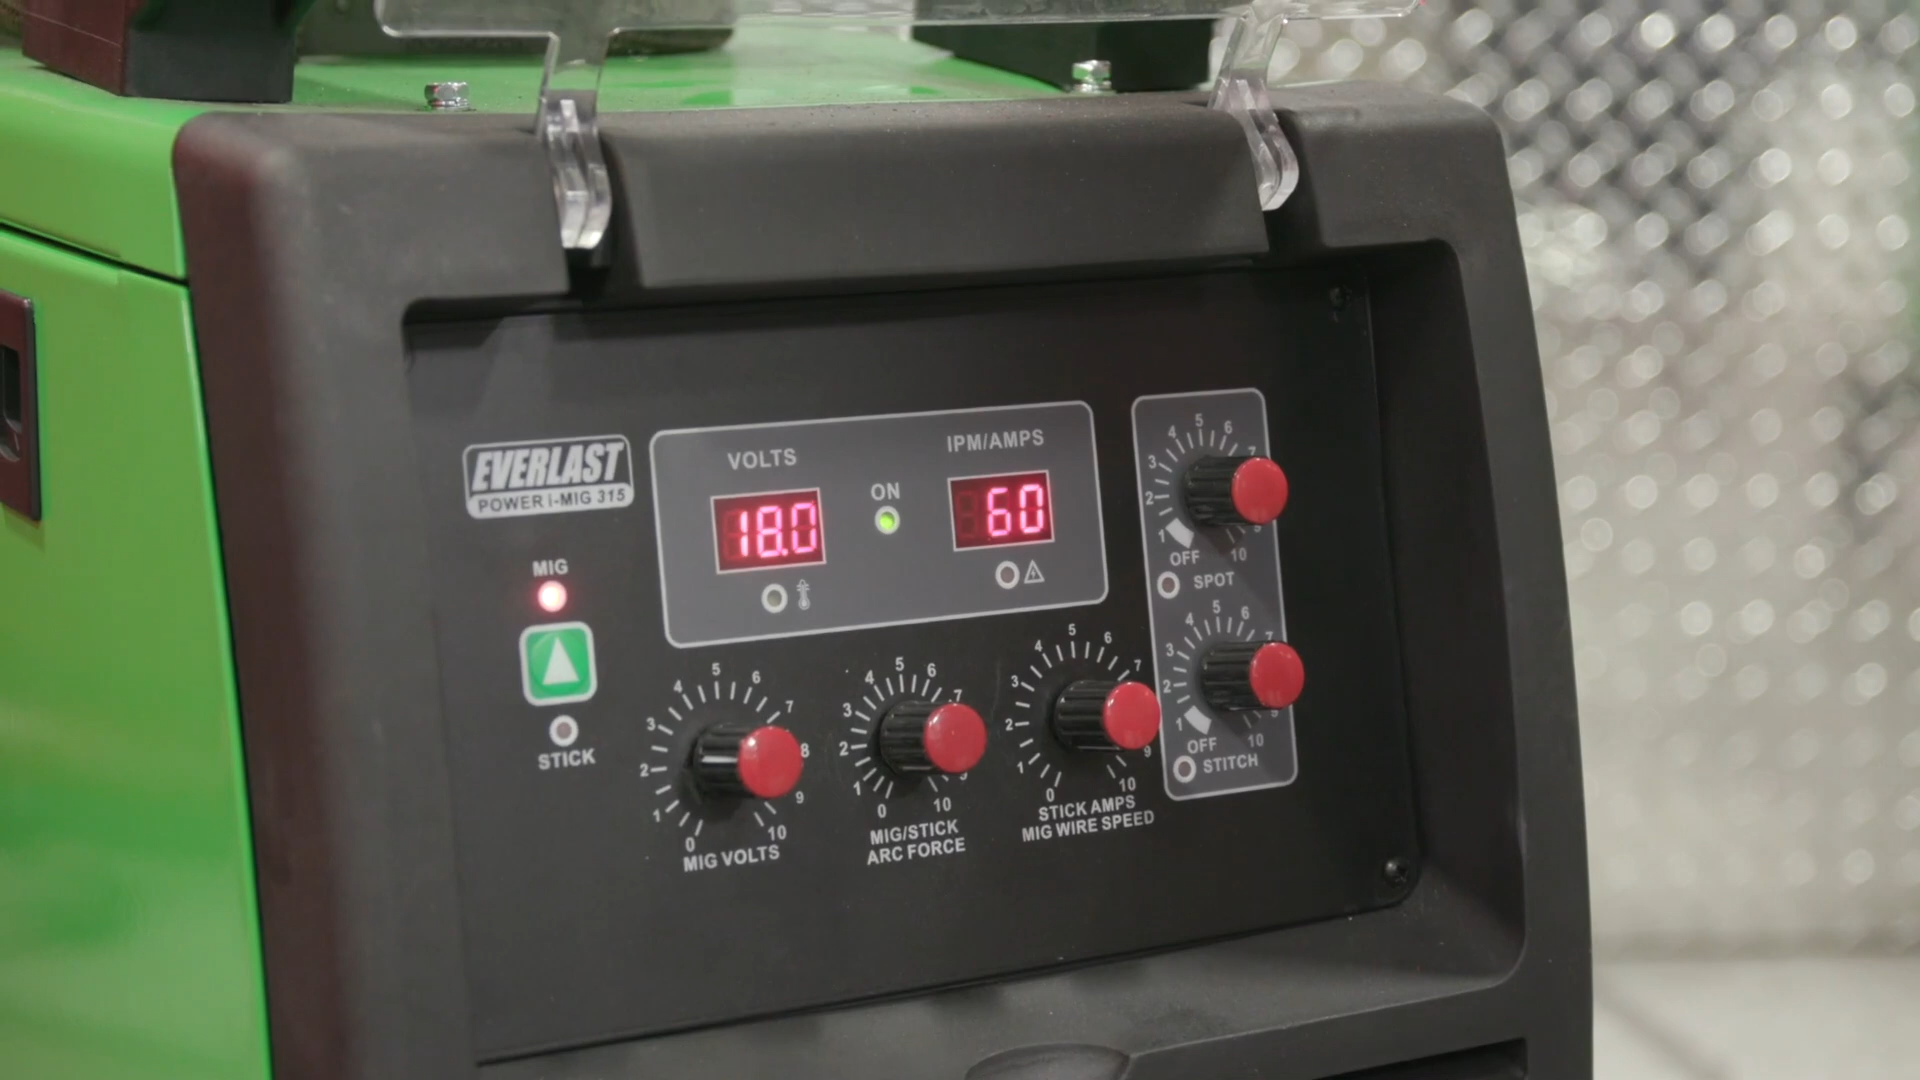 EVERLAST
POWER i-MIG 315
VOLTS
18.0
ON
IPM/AMPS
60
MIG
STICK
0 1 2 3 4 5 6 7 8 9 10
MIG VOLTS
0 1 2 3 4 5 6 7 9 10
MIG/STICK
ARC FORCE
0 1 2 3 4 5 6 7 9 10
STICK AMPS
MIG WIRE SPEED
OFF 1 2 3 4 5 6 7 9 10
SPOT
OFF 1 2 3 4 5 6 7 9 10
STITCH